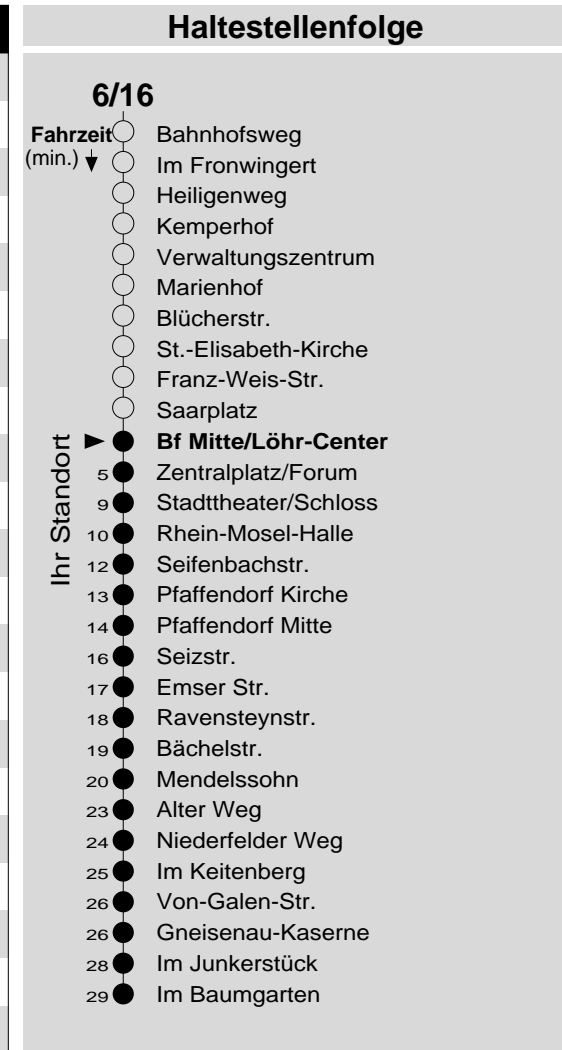 Haltestellenfolge
6/16
Fahrzeit
(min.)
Bahnhofsweg
Im Fronwingert
Heiligenweg
Kemperhof
Verwaltungszentrum
Marienhof
Blücherstr.
St.-Elisabeth-Kirche
Franz-Weis-Str.
Saarplatz
Ihr Standort
Bf Mitte/Löhr-Center
5 Zentralplatz/Forum
9 Stadttheater/Schloss
10 Rhein-Mosel-Halle
12 Seifenbachstr.
13 Pfaffendorf Kirche
14 Pfaffendorf Mitte
16 Seizstr.
17 Emser Str.
18 Ravensteynstr.
19 Bächelstr.
20 Mendelssohn
23 Alter Weg
24 Niederfelder Weg
25 Im Keitenberg
26 Von-Galen-Str.
26 Gneisenau-Kaserne
28 Im Junkerstück
29 Im Baumgarten